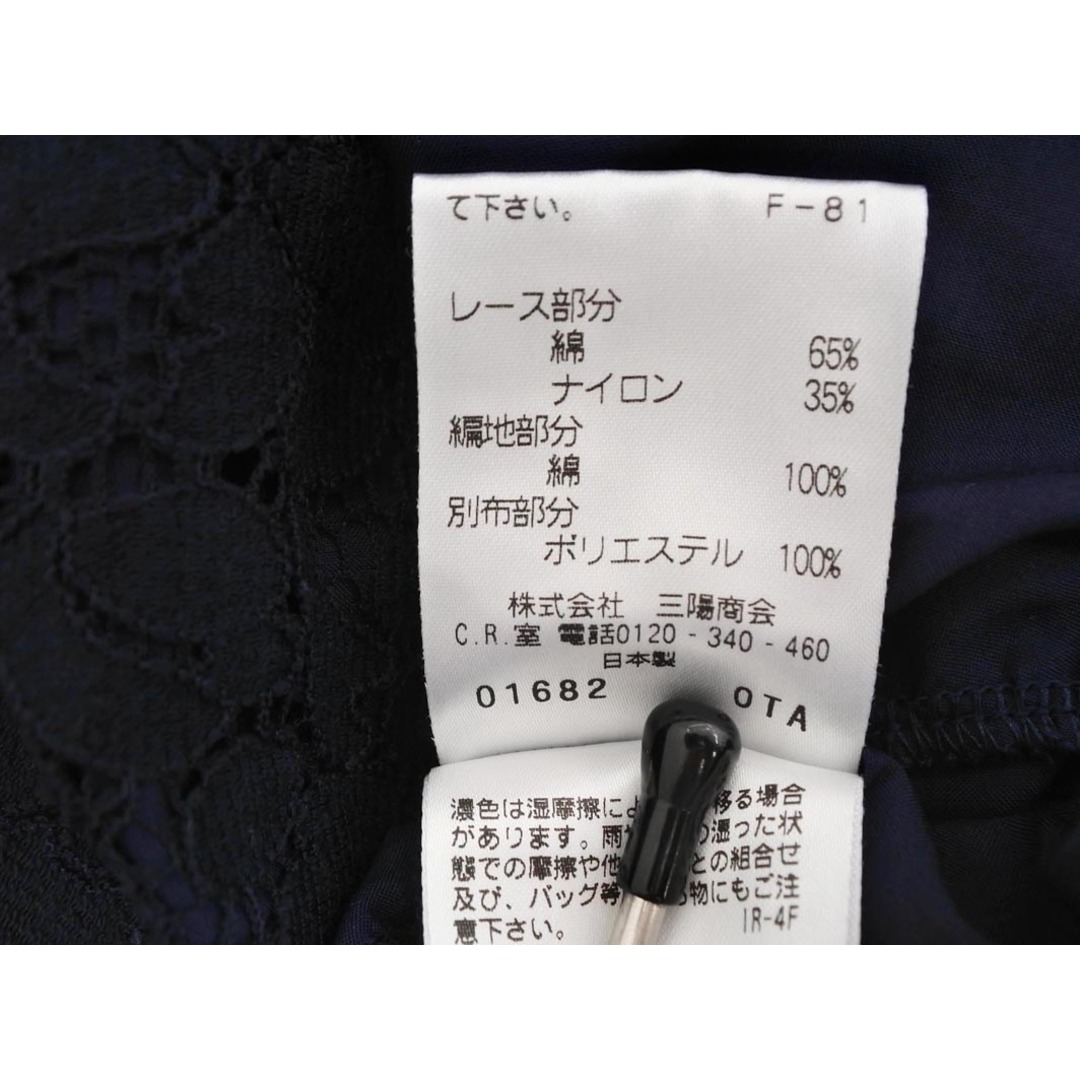 て下さい。 F-81
レース部分
綿 65%
ナイロン 35%
編地部分
綿 100%
別布部分
ポリエステル 100%
株式会社 三陽商会
C.R.室 電話0120-340-460
日本製
01682 OTA
濃色は湿摩擦によ 移る場合
があります。雨 の湿った状
態での摩擦や他 との組合せ
及び、バッグ等 物にもご注
意下さい。 IR-4F